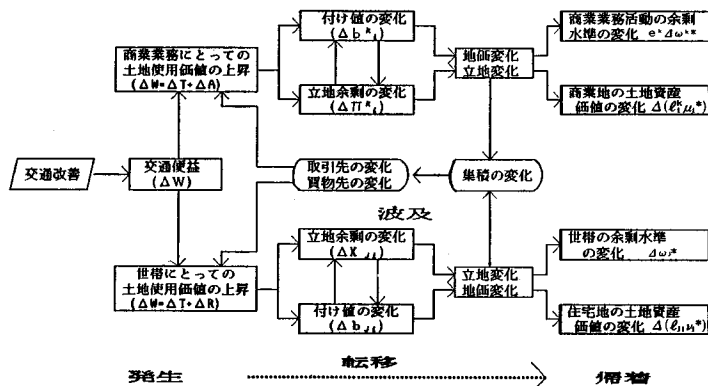 付け値の変化
(Δbᵏᵢ)
商業業務にとっての
土地使用価値の上昇
(ΔW=ΔT+ΔA)
立地余剰の変化
(ΔΠᵏᵢ)
地価変化
立地変化
商業業務活動の余剰
水準の変化 eᵏΔωᵏ*
商業地の土地資産
価値の変化 Δ(ℓᵏᵢμᵢ*)
交通改善
交通便益
(ΔW)
取引先の変化
買物先の変化
集積の変化
波及
世帯にとっての
土地使用価値の上昇
(ΔW=ΔT+ΔR)
立地余剰の変化
付け値の変化
立地変化
地価変化
世帯の余剰水準
の変化
住宅地の土地資産
価値の変化
発生
転移
帰着